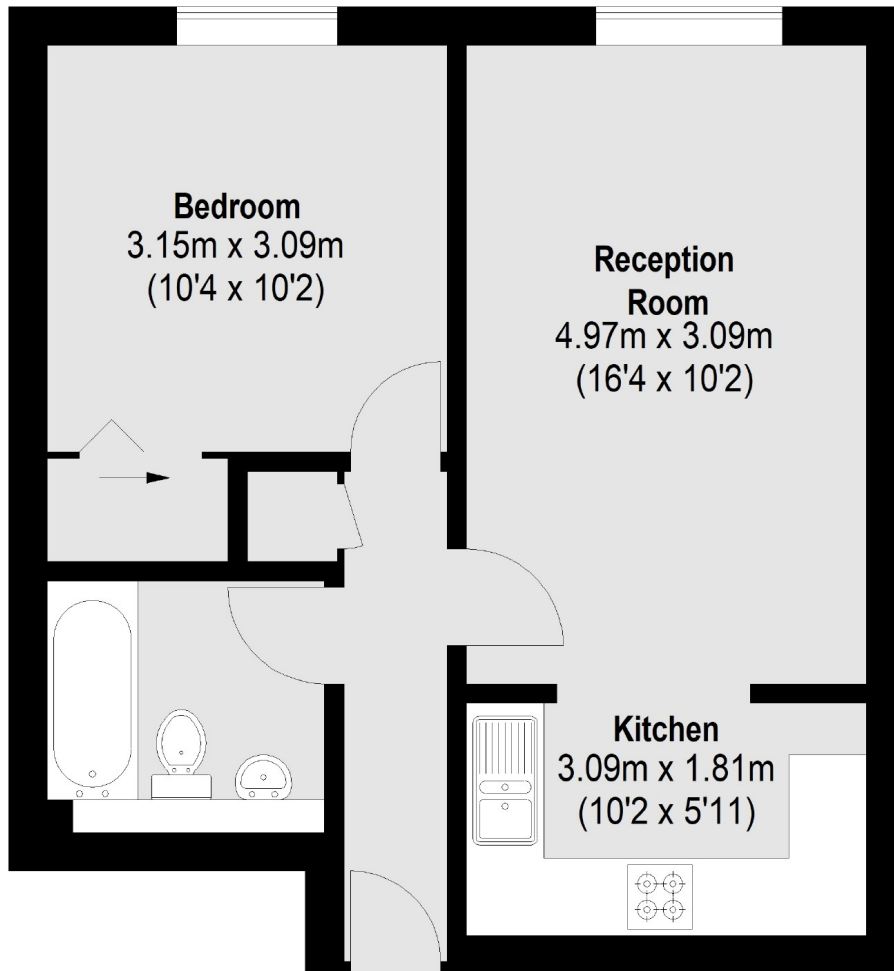 Bedroom
3.15m x 3.09m
(10'4 x 10'2)
Reception
Room
4.97m x 3.09m
(16'4 x 10'2)
Kitchen
3.09m x 1.81m
(10'2 x 5'11)